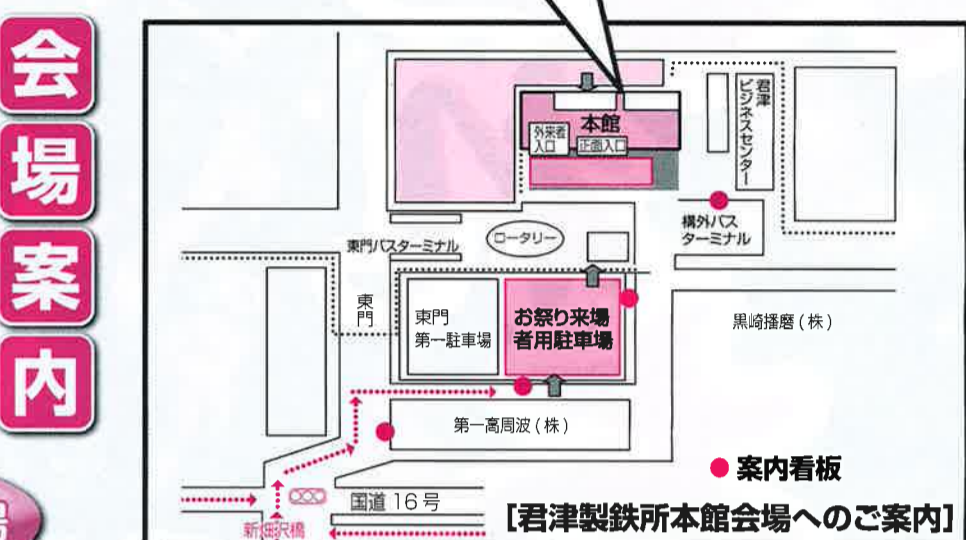 会場案内
君津
ビジネスセンター
本館
外来者
入口
正面入口
構外バス
ターミナル
東門バスターミナル
ロータリー
東門
東門
第一駐車場
お祭り来場
者用駐車場
黒崎播磨(株)
第一高周波(株)
案内看板
国道16号
新畑沢橋
[君津製鉄所本館会場へのご案内]